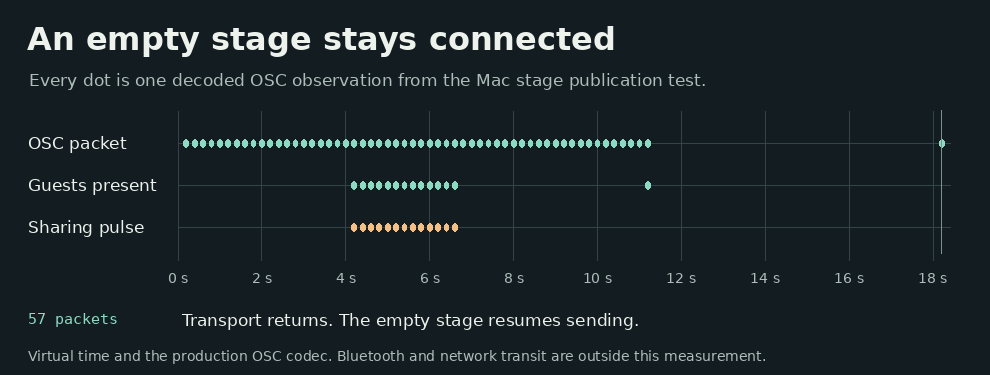 An empty stage stays connected
Every dot is one decoded OSC observation from the Mac stage publication test.
OSC packet
Guests present
Sharing pulse
0 s 2 s 4 s 6 s 8 s 10 s 12 s 14 s 16 s 18 s
57 packets Transport returns. The empty stage resumes sending.
Virtual time and the production OSC codec. Bluetooth and network transit are outside this measurement.